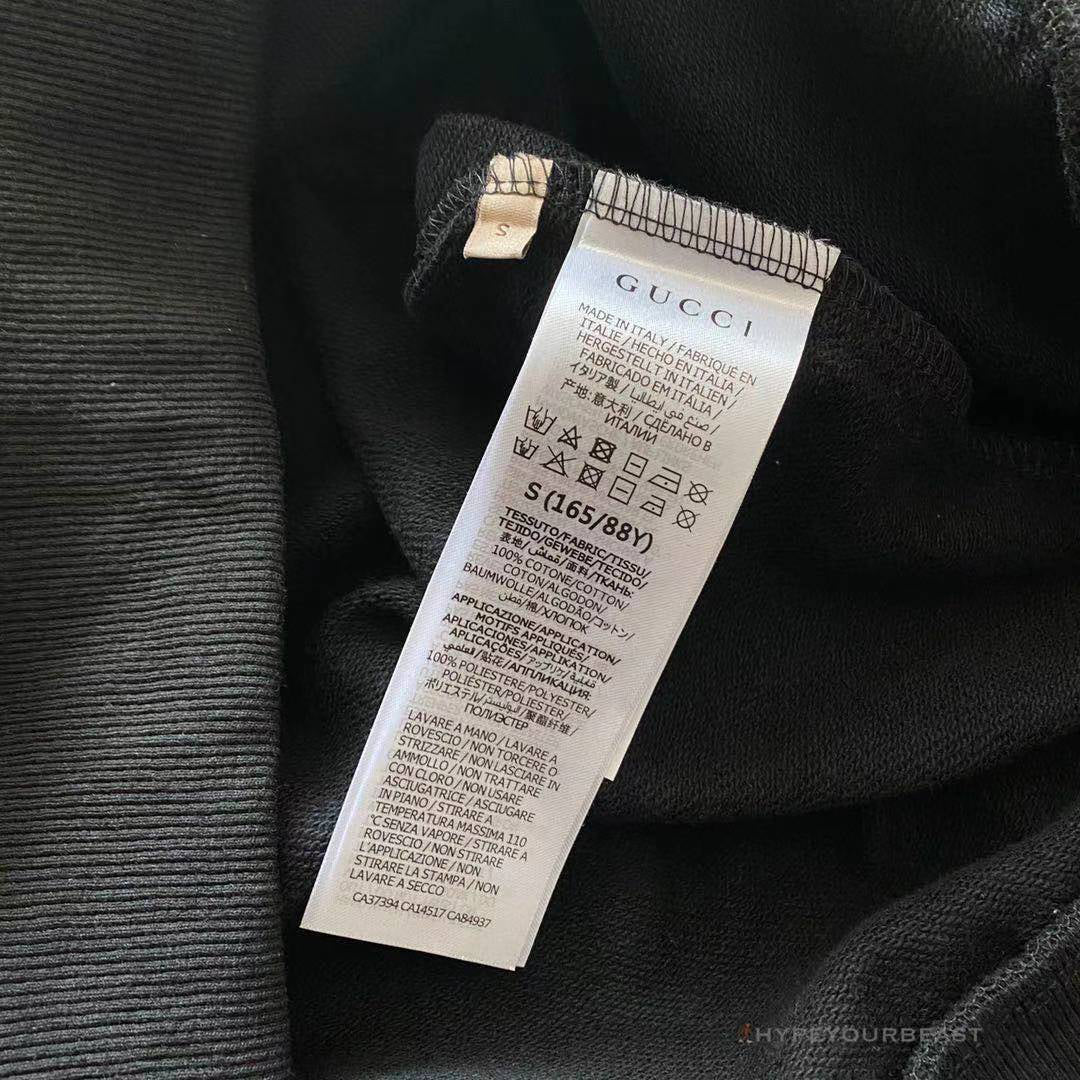 S
GUCCI
MADE IN ITALY / FABRIQUÉ EN
ITALIE / HECHO EN ITALIA /
HERGESTELLT IN ITALIEN /
FABRICADO EM ITÁLIA /
イタリア製 / صنع في ايطاليا /
产地:意大利 / СДЕЛАНО В
ИТАЛИИ
S (165/88Y)
TESSUTO/FABRIC/TISSU/
TEJIDO/GEWEBE/TECIDO/
表地/قماش/面料/ТКАНЬ:
100% COTONE/COTTON/
COTON/ALGODON/
BAUMWOLLE/ALGODÃO/コットン/
قطن/棉/ХЛОПОК
APPLICAZIONE/APPLICATION/
MOTIFS APPLIQUÉS/
APLICACIONES/APPLIKATION/
APLICAÇÕES/アップリケ/
贴花/АППЛИКАЦИЯ:
100% POLIESTERE/POLYESTER/
POLIÉSTER/POLIESTER/
ポリエステル/البوليستر/聚酯纤维/
ПОЛИЭСТЕР
LAVARE A MANO / LAVARE A
ROVESCIO / NON TORCERE O
STRIZZARE / NON LASCIARE IN
AMMOLLO / NON TRATTARE
CON CLORO / NON USARE
ASCIUGATRICE / ASCIUGARE
IN PIANO / STIRARE A
TEMPERATURA MASSIMA 110
°C SENZA VAPORE / STIRARE A
ROVESCIO / NON STIRARE
L'APPLICAZIONE / NON
STIRARE LA STAMPA / NON
LAVARE A SECCO
CA37394 CA14517 CA84937
HYPEYOURBEAST